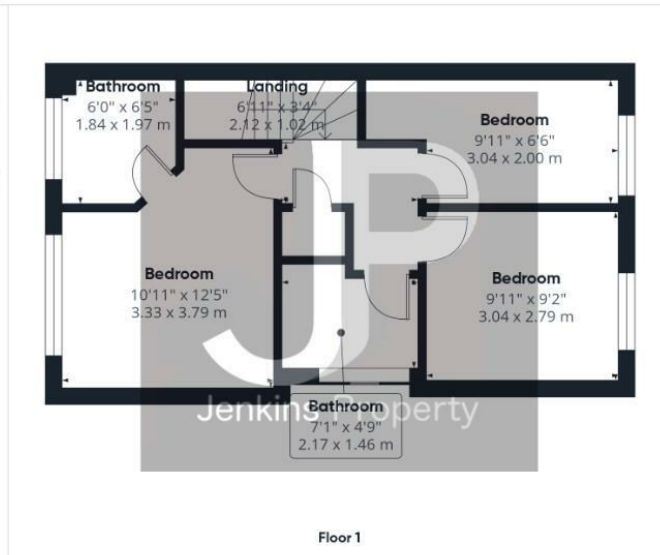 Bathroom
6'0" x 6'5"
1.84 x 1.97 m
Landing
6'11" x 3'4"
2.12 x 1.02 m
Bedroom
9'11" x 6'6"
3.04 x 2.00 m
Bedroom
10'11" x 12'5"
3.33 x 3.79 m
Bedroom
9'11" x 9'2"
3.04 x 2.79 m
JP
Jenkins Property
Bathroom
7'1" x 4'9"
2.17 x 1.46 m
Floor 1